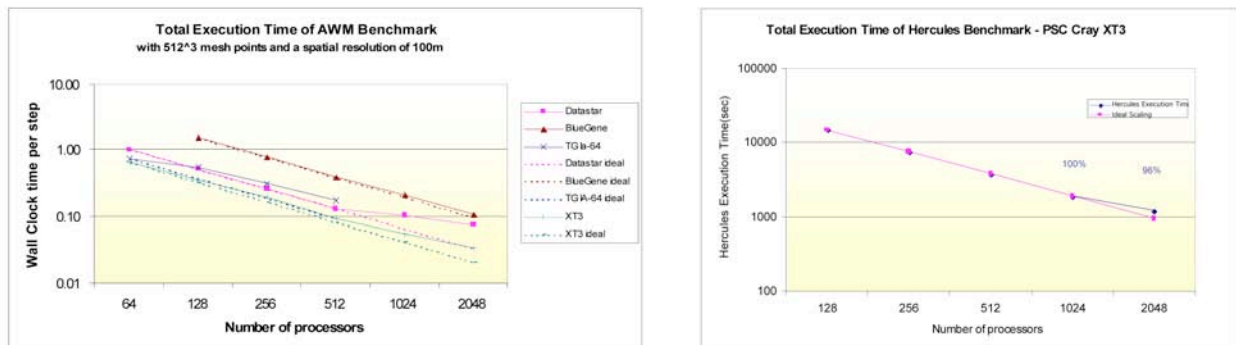 Total Execution Time of AWM Benchmark
with 512^3 mesh points and a spatial resolution of 100m
Wall Clock time per step
10.00
1.00
0.10
0.01
64 128 256 512 1024 2048
Number of processors
Datastar
BlueGene
TGIa-64
Datastar ideal
BlueGene ideal
TGIA-64 ideal
XT3
XT3 ideal
Total Execution Time of Hercules Benchmark - PSC Cray XT3
Hercules Execution Time(sec)
100000
10000
1000
100
Hercules Execution Time
Ideal Scaling
100%
96%
128 256 512 1024 2048
Number of processors